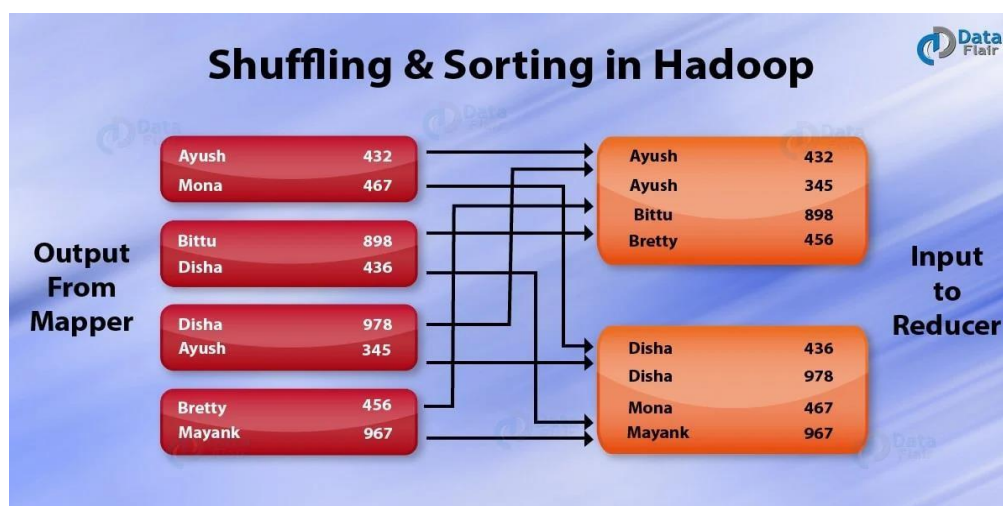 Data
Flair
Shuffling & Sorting in Hadoop
Output
From
Mapper
Ayush 432
Mona 467
Bittu 898
Disha 436
Disha 978
Ayush 345
Bretty 456
Mayank 967
Ayush 432
Ayush 345
Bittu 898
Bretty 456
Disha 436
Disha 978
Mona 467
Mayank 967
Input
to
Reducer